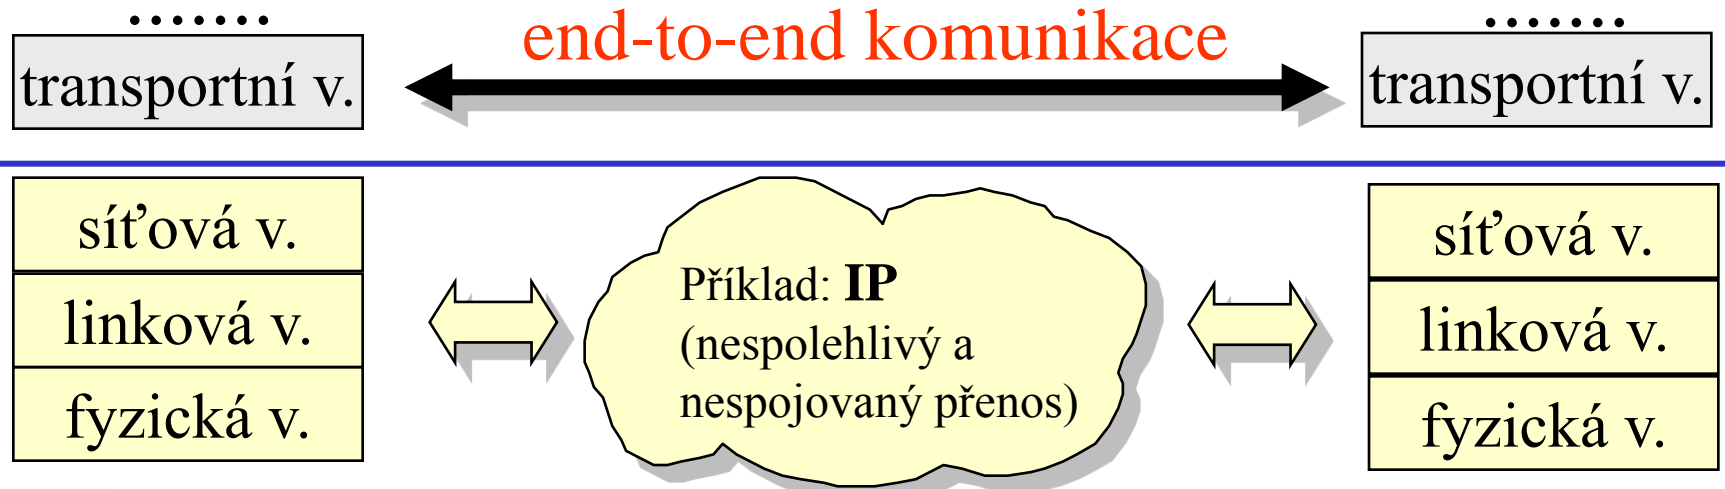 .......
end-to-end komunikace
.......
transportní v.
transportní v.
síťová v.
linková v.
fyzická v.
Příklad: IP
(nespolehlivý a
nespojovaný přenos)
síťová v.
linková v.
fyzická v.